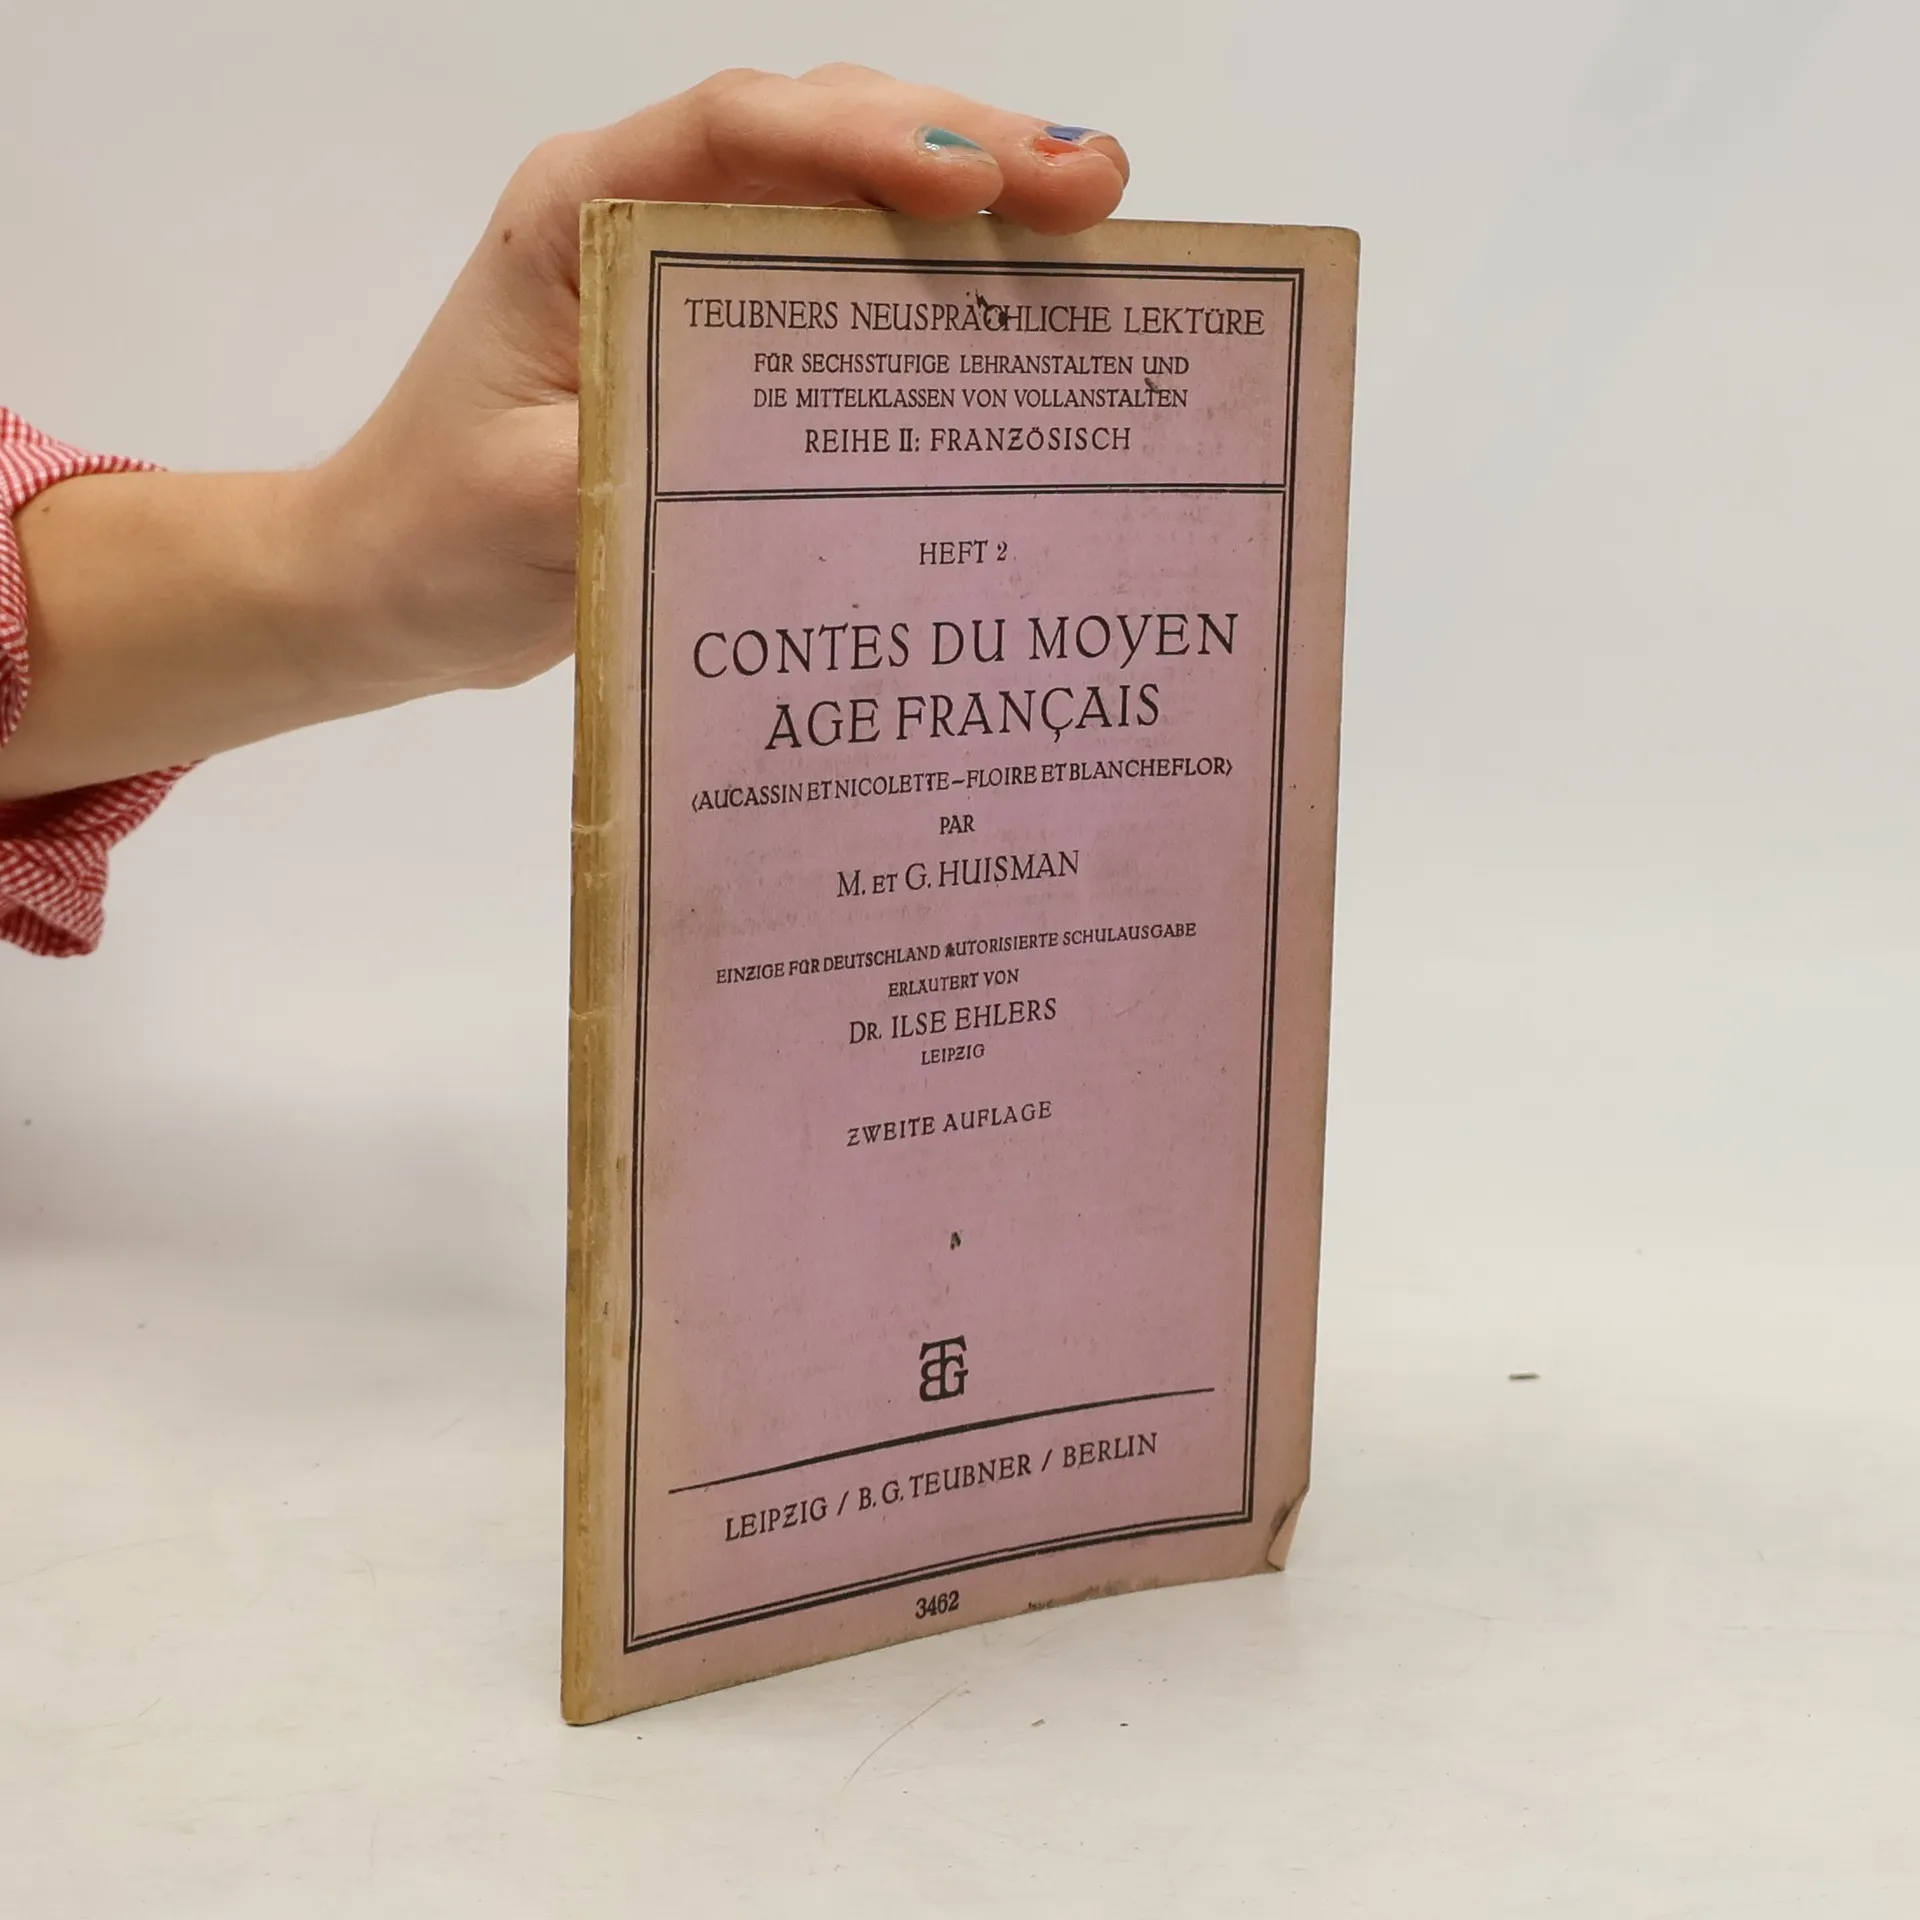 TEUBNERS NEUSPRACHLICHE LEKTÜRE
FÜR SECHSSTUFIGE LEHRANSTALTEN UND
DIE MITTELKLASSEN VON VOLLANSTALTEN
REIHE II: FRANZÖSISCH
HEFT 2
CONTES DU MOYEN
AGE FRANÇAIS
(AUCASSIN ET NICOLETTE–FLOIRE ET BLANCHEFLOR)
PAR
M. ET G. HUISMAN
EINZIGE FÜR DEUTSCHLAND AUTORISIERTE SCHULAUSGABE
ERLÄUTERT VON
DR. ILSE EHLERS
LEIPZIG
ZWEITE AUFLAGE
BTG
LEIPZIG / B. G. TEUBNER / BERLIN
3462